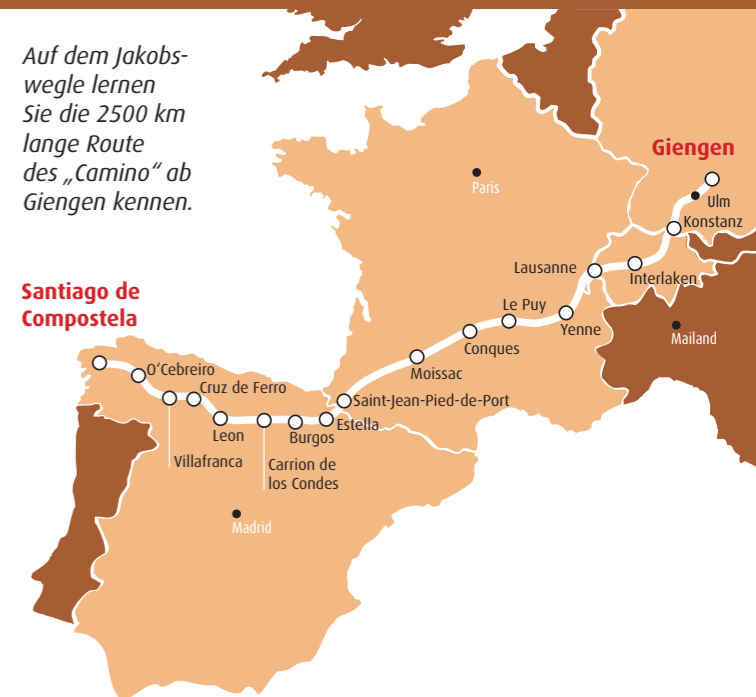 Auf dem Jakobs-
wegle lernen
Sie die 2500 km
lange Route
des „Camino“ ab
Giengen kennen.
Giengen
Paris
Ulm
Konstanz
Lausanne
Interlaken
Santiago de
Compostela
Le Puy
Yenne
Mailand
Conques
O’Cebreiro
Moissac
Cruz de Ferro
Saint-Jean-Pied-de-Port
Estella
Leon
Burgos
Villafranca
Carrion de
los Condes
Madrid